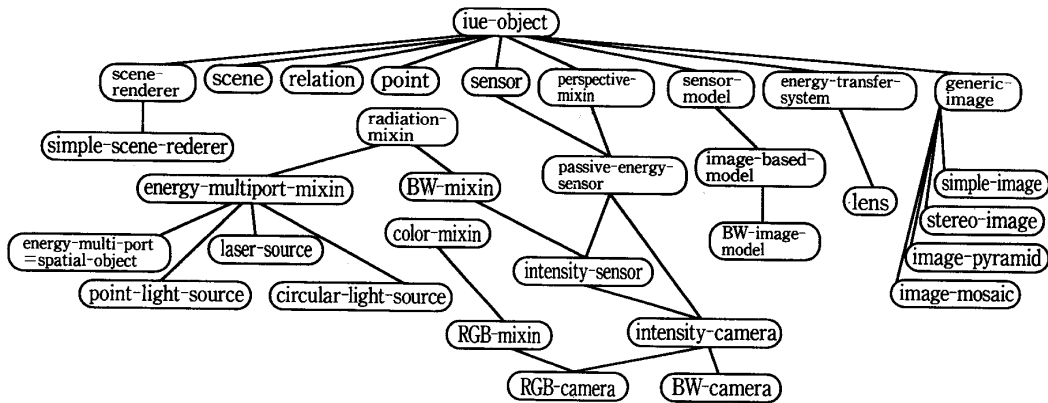 iue-object
scene-
renderer
scene
relation
point
sensor
perspective-
mixin
sensor-
model
energy-transfer-
system
generic-
image
radiation-
mixin
simple-scene-rederer
passive-energy-
sensor
image-based-
model
energy-multiport-mixin
BW-mixin
simple-image
lens
stereo-image
color-mixin
BW-image-
model
energy-multi-port
=spatial-object
laser-source
image-pyramid
intensity-sensor
point-light-source
circular-light-source
image-mosaic
RGB-mixin
intensity-camera
RGB-camera
BW-camera